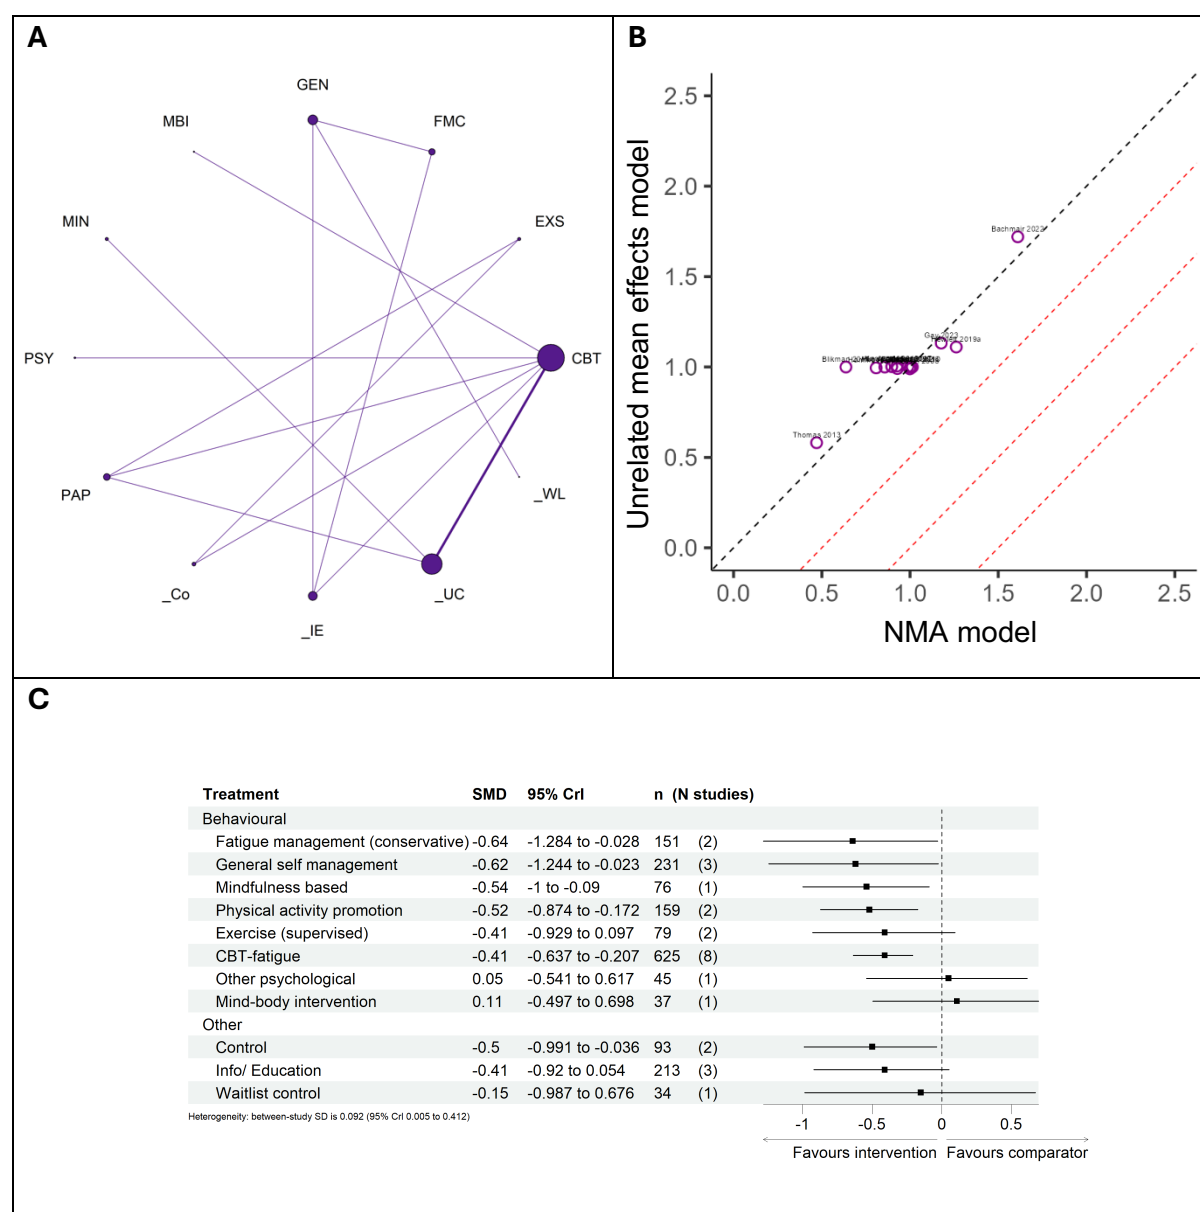 A
GEN
MBI
FMC
MIN
EXS
PSY
CBT
PAP
_WL
_Co
_UC
_IE
B
Unrelated mean effects model
2.5
2.0
1.5
1.0
0.5
0.0
Bachmair 2022
Thomas 2013
0.0 0.5 1.0 1.5 2.0 2.5
NMA model
C
Treatment SMD 95% CrI n (N studies)
Behavioural
Fatigue management (conservative) -0.64 -1.284 to -0.028 151 (2)
General self management -0.62 -1.244 to -0.023 231 (3)
Mindfulness based -0.54 -1 to -0.09 76 (1)
Physical activity promotion -0.52 -0.874 to -0.172 159 (2)
Exercise (supervised) -0.41 -0.929 to 0.097 79 (2)
CBT-fatigue -0.41 -0.637 to -0.207 625 (8)
Other psychological 0.05 -0.541 to 0.617 45 (1)
Mind-body intervention 0.11 -0.497 to 0.698 37 (1)
Other
Control -0.5 -0.991 to -0.036 93 (2)
Info/ Education -0.41 -0.92 to 0.054 213 (3)
Waitlist control -0.15 -0.987 to 0.676 34 (1)
Heterogeneity: between-study SD is 0.092 (95% CrI 0.005 to 0.412)
-1 -0.5 0 0.5
Favours intervention Favours comparator